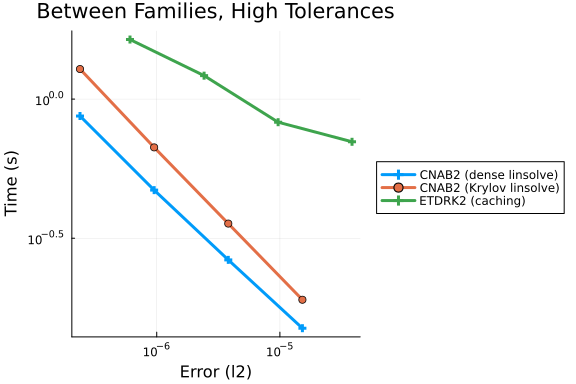 Between Families, High Tolerances
Time (s)
10^0.0
10^-0.5
10^-6
10^-5
Error (l2)
CNAB2 (dense linsolve)
CNAB2 (Krylov linsolve)
ETDRK2 (caching)